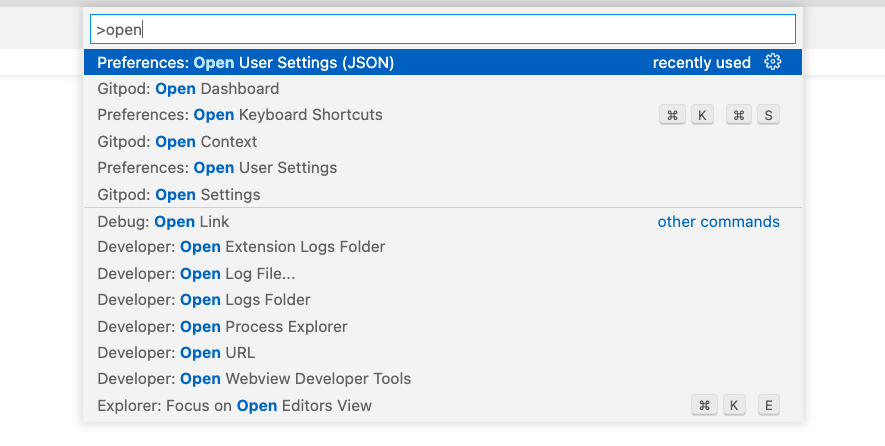 >open
Preferences: Open User Settings (JSON) recently used
Gitpod: Open Dashboard
Preferences: Open Keyboard Shortcuts ⌘ K ⌘ S
Gitpod: Open Context
Preferences: Open User Settings
Gitpod: Open Settings
Debug: Open Link other commands
Developer: Open Extension Logs Folder
Developer: Open Log File...
Developer: Open Logs Folder
Developer: Open Process Explorer
Developer: Open URL
Developer: Open Webview Developer Tools
Explorer: Focus on Open Editors View ⌘ K E